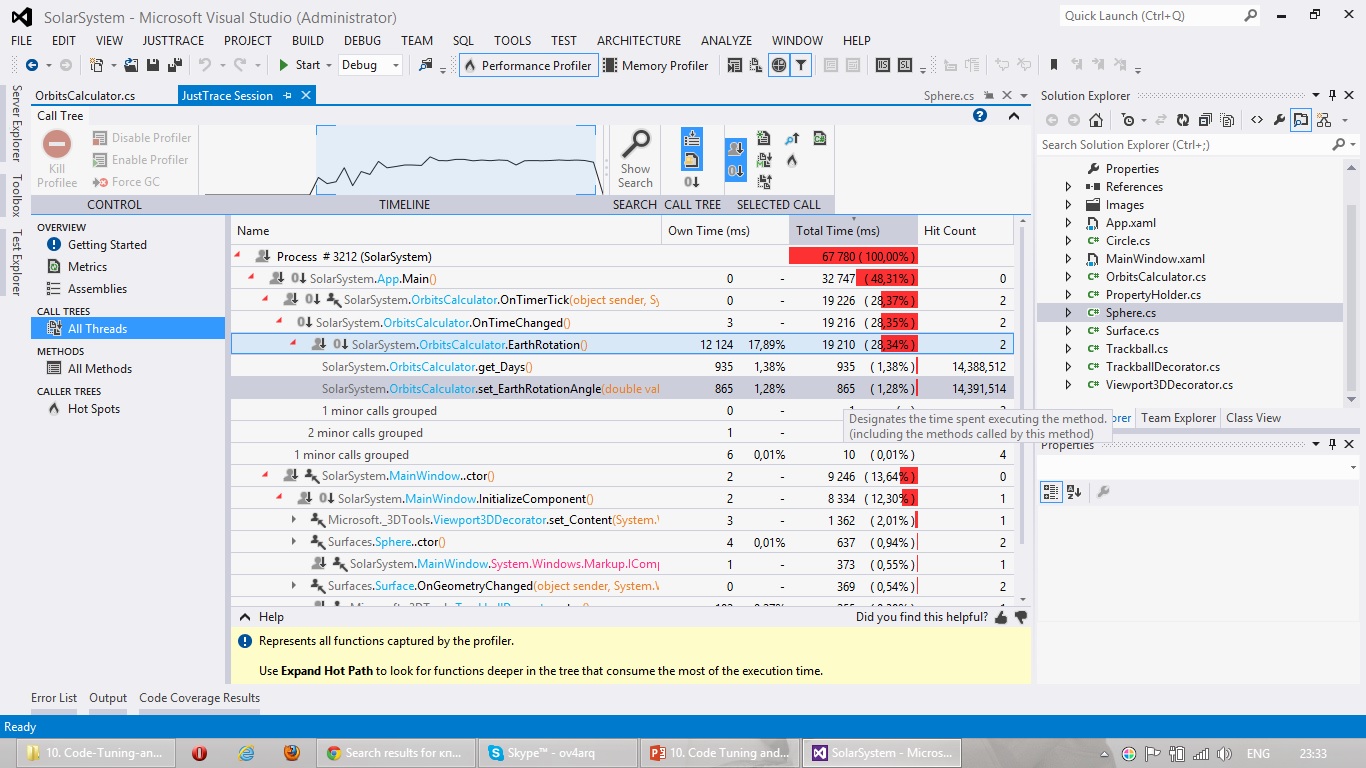 SolarSystem - Microsoft Visual Studio (Administrator)
Quick Launch (Ctrl+Q)
FILE EDIT VIEW JUSTTRACE PROJECT BUILD DEBUG TEAM SQL TOOLS TEST ARCHITECTURE ANALYZE WINDOW HELP
Start Debug Performance Profiler Memory Profiler
Server Explorer
Toolbox
Test Explorer
OrbitsCalculator.cs JustTrace Session Sphere.cs
Call Tree
Kill Profilee
Disable Profiler
Enable Profiler
Force GC
Show Search
CONTROL TIMELINE SEARCH CALL TREE SELECTED CALL
OVERVIEW
Getting Started
Metrics
Assemblies
CALL TREES
All Threads
METHODS
All Methods
CALLER TREES
Hot Spots
Name Own Time (ms) Total Time (ms) Hit Count
Process # 3212 (SolarSystem) 67 780 ( 100,00% )
SolarSystem.App.Main() 0 - 32 747 ( 48,31% ) 0
SolarSystem.OrbitsCalculator.OnTimerTick(object sender, Sy 0 - 19 226 ( 28,37% ) 2
SolarSystem.OrbitsCalculator.OnTimeChanged() 3 - 19 216 ( 28,35% ) 2
SolarSystem.OrbitsCalculator.EarthRotation() 12 124 17,89% 19 210 ( 28,34% ) 2
SolarSystem.OrbitsCalculator.get_Days() 935 1,38% 935 ( 1,38% ) 14,388,512
SolarSystem.OrbitsCalculator.set_EarthRotationAngle(double val 865 1,28% 865 ( 1,28% ) 14,391,514
1 minor calls grouped 0 -
2 minor calls grouped 1 -
1 minor calls grouped 6 0,01% 10 ( 0,01% ) 4
SolarSystem.MainWindow..ctor() 2 - 9 246 ( 13,64% ) 0
SolarSystem.MainWindow.InitializeComponent() 2 - 8 334 ( 12,30% ) 1
Microsoft._3DTools.Viewport3DDecorator.set_Content(System.\ 3 - 1 362 ( 2,01% ) 1
Surfaces.Sphere..ctor() 4 0,01% 637 ( 0,94% ) 2
SolarSystem.MainWindow.System.Windows.Markup.IComp 1 - 373 ( 0,55% ) 1
Surfaces.Surface.OnGeometryChanged(object sender, System.\ 0 - 369 ( 0,54% ) 2
Designates the time spent executing the method.
(including the methods called by this method)
Help Did you find this helpful?
Represents all functions captured by the profiler.
Use Expand Hot Path to look for functions deeper in the tree that consume the most of the execution time.
Solution Explorer
Search Solution Explorer (Ctrl+;)
Properties
References
Images
App.xaml
Circle.cs
MainWindow.xaml
OrbitsCalculator.cs
PropertyHolder.cs
Sphere.cs
Surface.cs
Trackball.cs
TrackballDecorator.cs
Viewport3DDecorator.cs
orer Team Explorer Class View
Properties
Error List Output Code Coverage Results
Ready
10. Code-Tuning-an... Search results for кн... Skype™ - ov4arq 10. Code Tuning and... SolarSystem - Micros... ENG 23:33